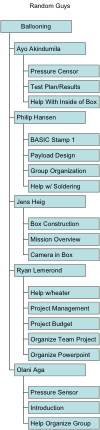 Random Guys
Ballooning
Ayo Akindumila
Pressure Censor
Test Plan/Results
Help With Inside of Box
Philip Hansen
BASIC Stamp 1
Payload Design
Group Organization
Help w/ Soldering
Jens Heig
Box Construction
Mission Overview
Camera in Box
Ryan Lemerond
Help w/heater
Project Management
Project Budget
Organize Team Project
Organize Powerpoint
Olani Aga
Pressure Sensor
Introduction
Help Organize Group